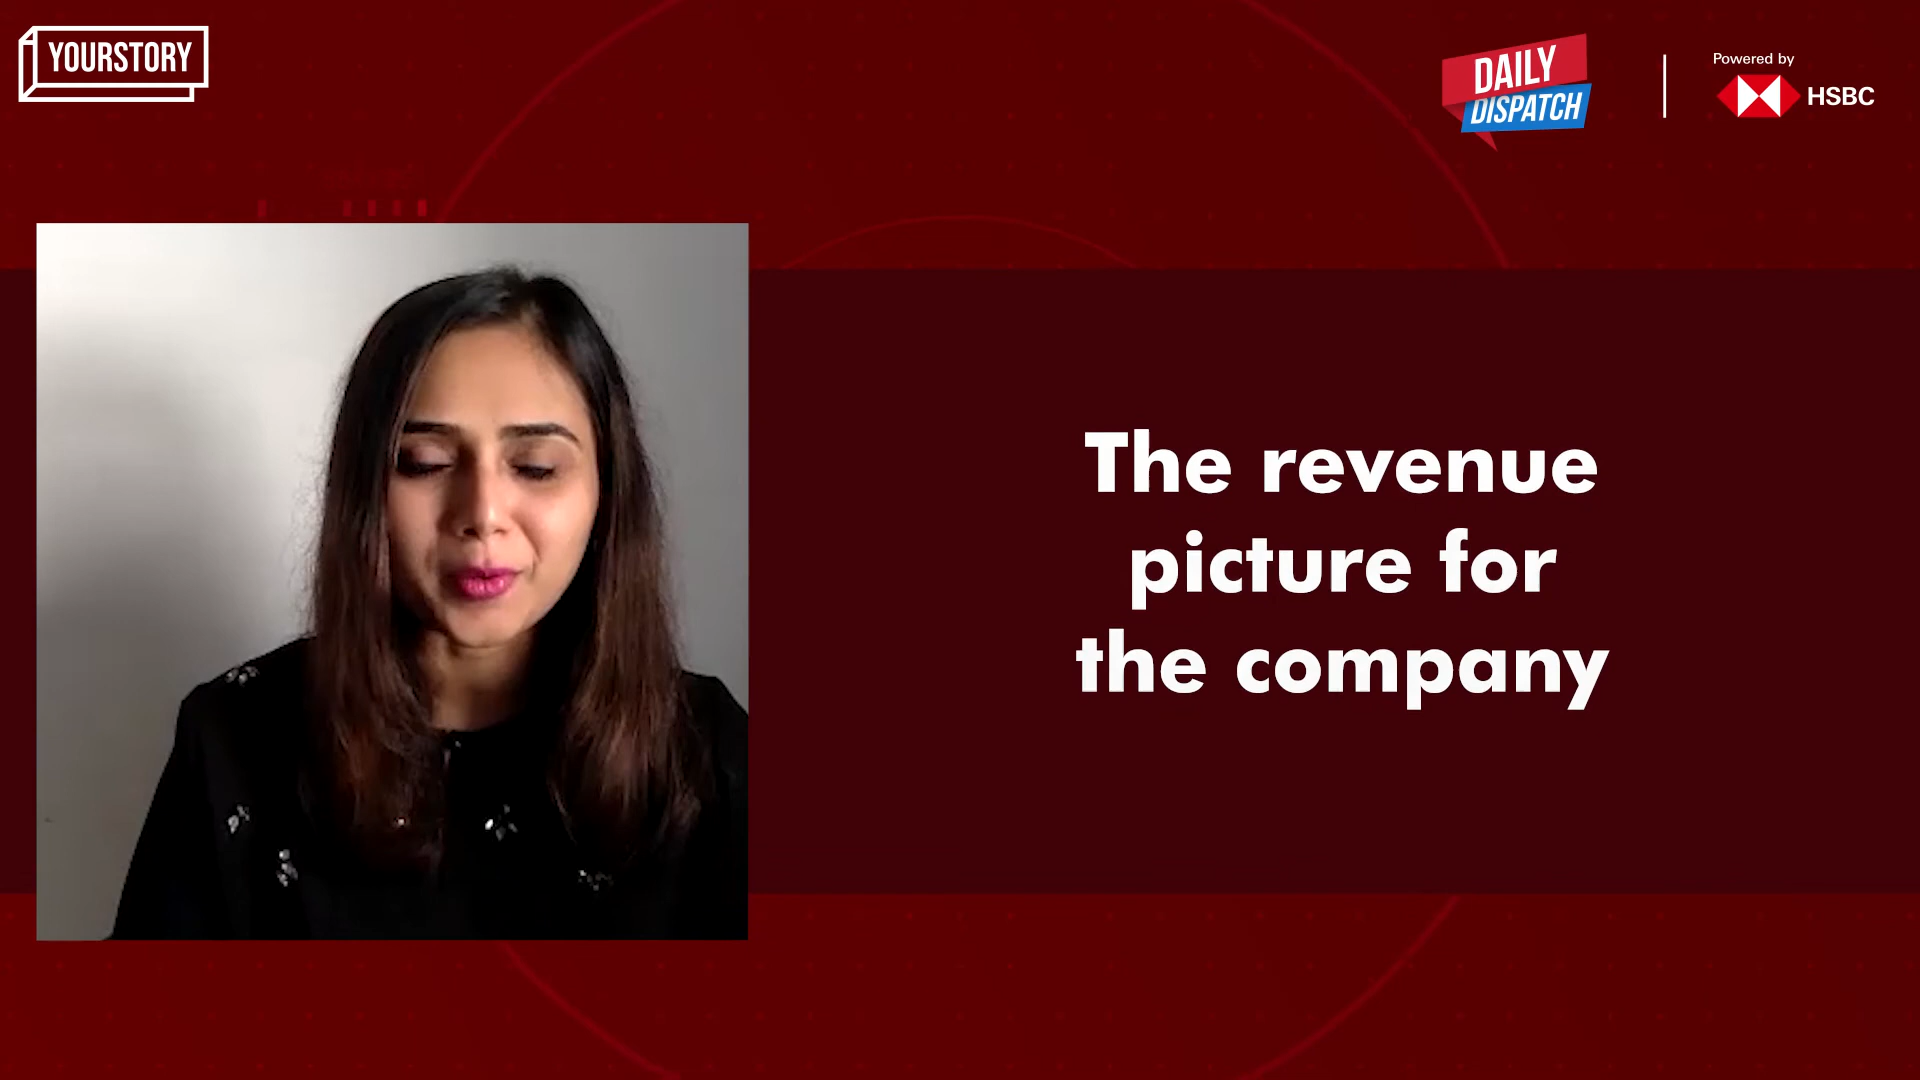 YOURSTORY
DAILY
DISPATCH
Powered by
HSBC
The revenue
picture for
the company